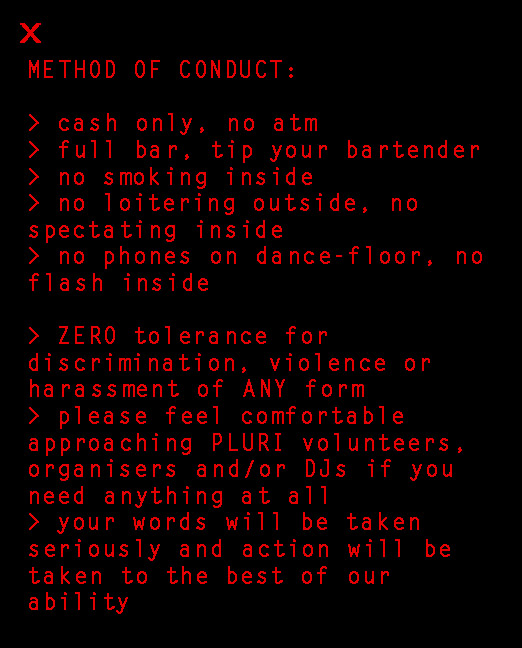 X
METHOD OF CONDUCT:
> cash only, no atm
> full bar, tip your bartender
> no smoking inside
> no loitering outside, no
spectating inside
> no phones on dance-floor, no
flash inside
> ZERO tolerance for
discrimination, violence or
harassment of ANY form
> please feel comfortable
approaching PLURI volunteers,
organisers and/or DJs if you
need anything at all
> your words will be taken
seriously and action will be
taken to the best of our
ability